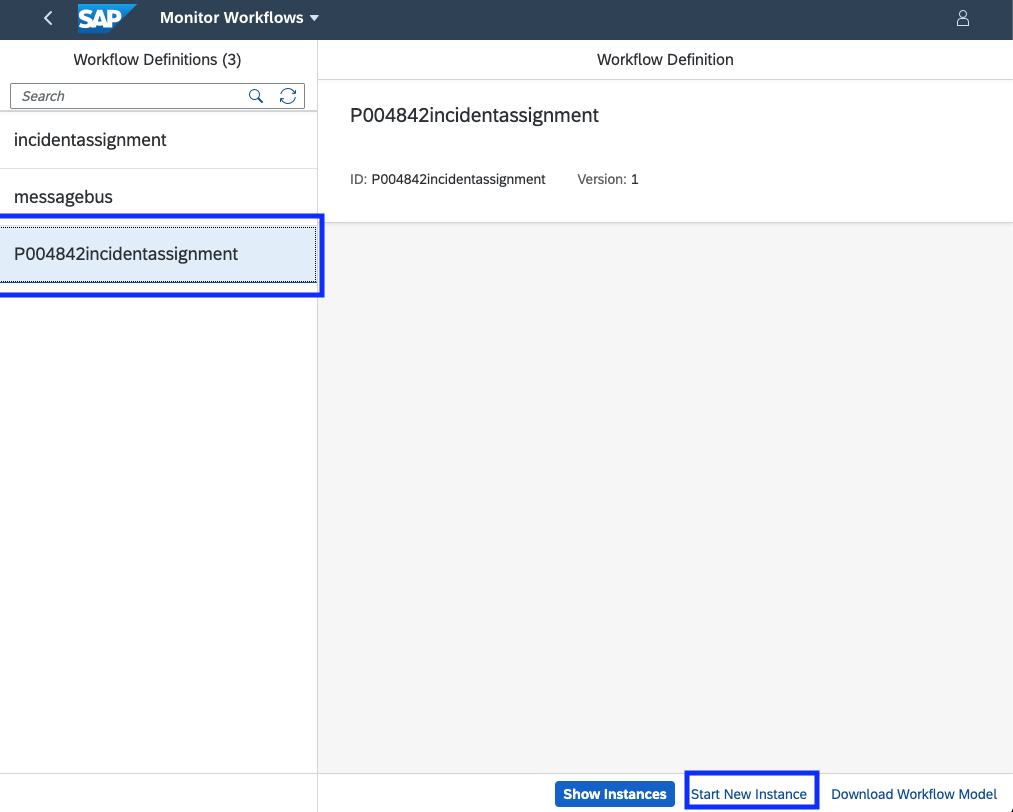 SAP Monitor Workflows
Workflow Definitions (3)
Search
incidentassignment
messagebus
P004842incidentassignment
Workflow Definition
P004842incidentassignment
ID: P004842incidentassignment Version: 1
Show Instances Start New Instance Download Workflow Model